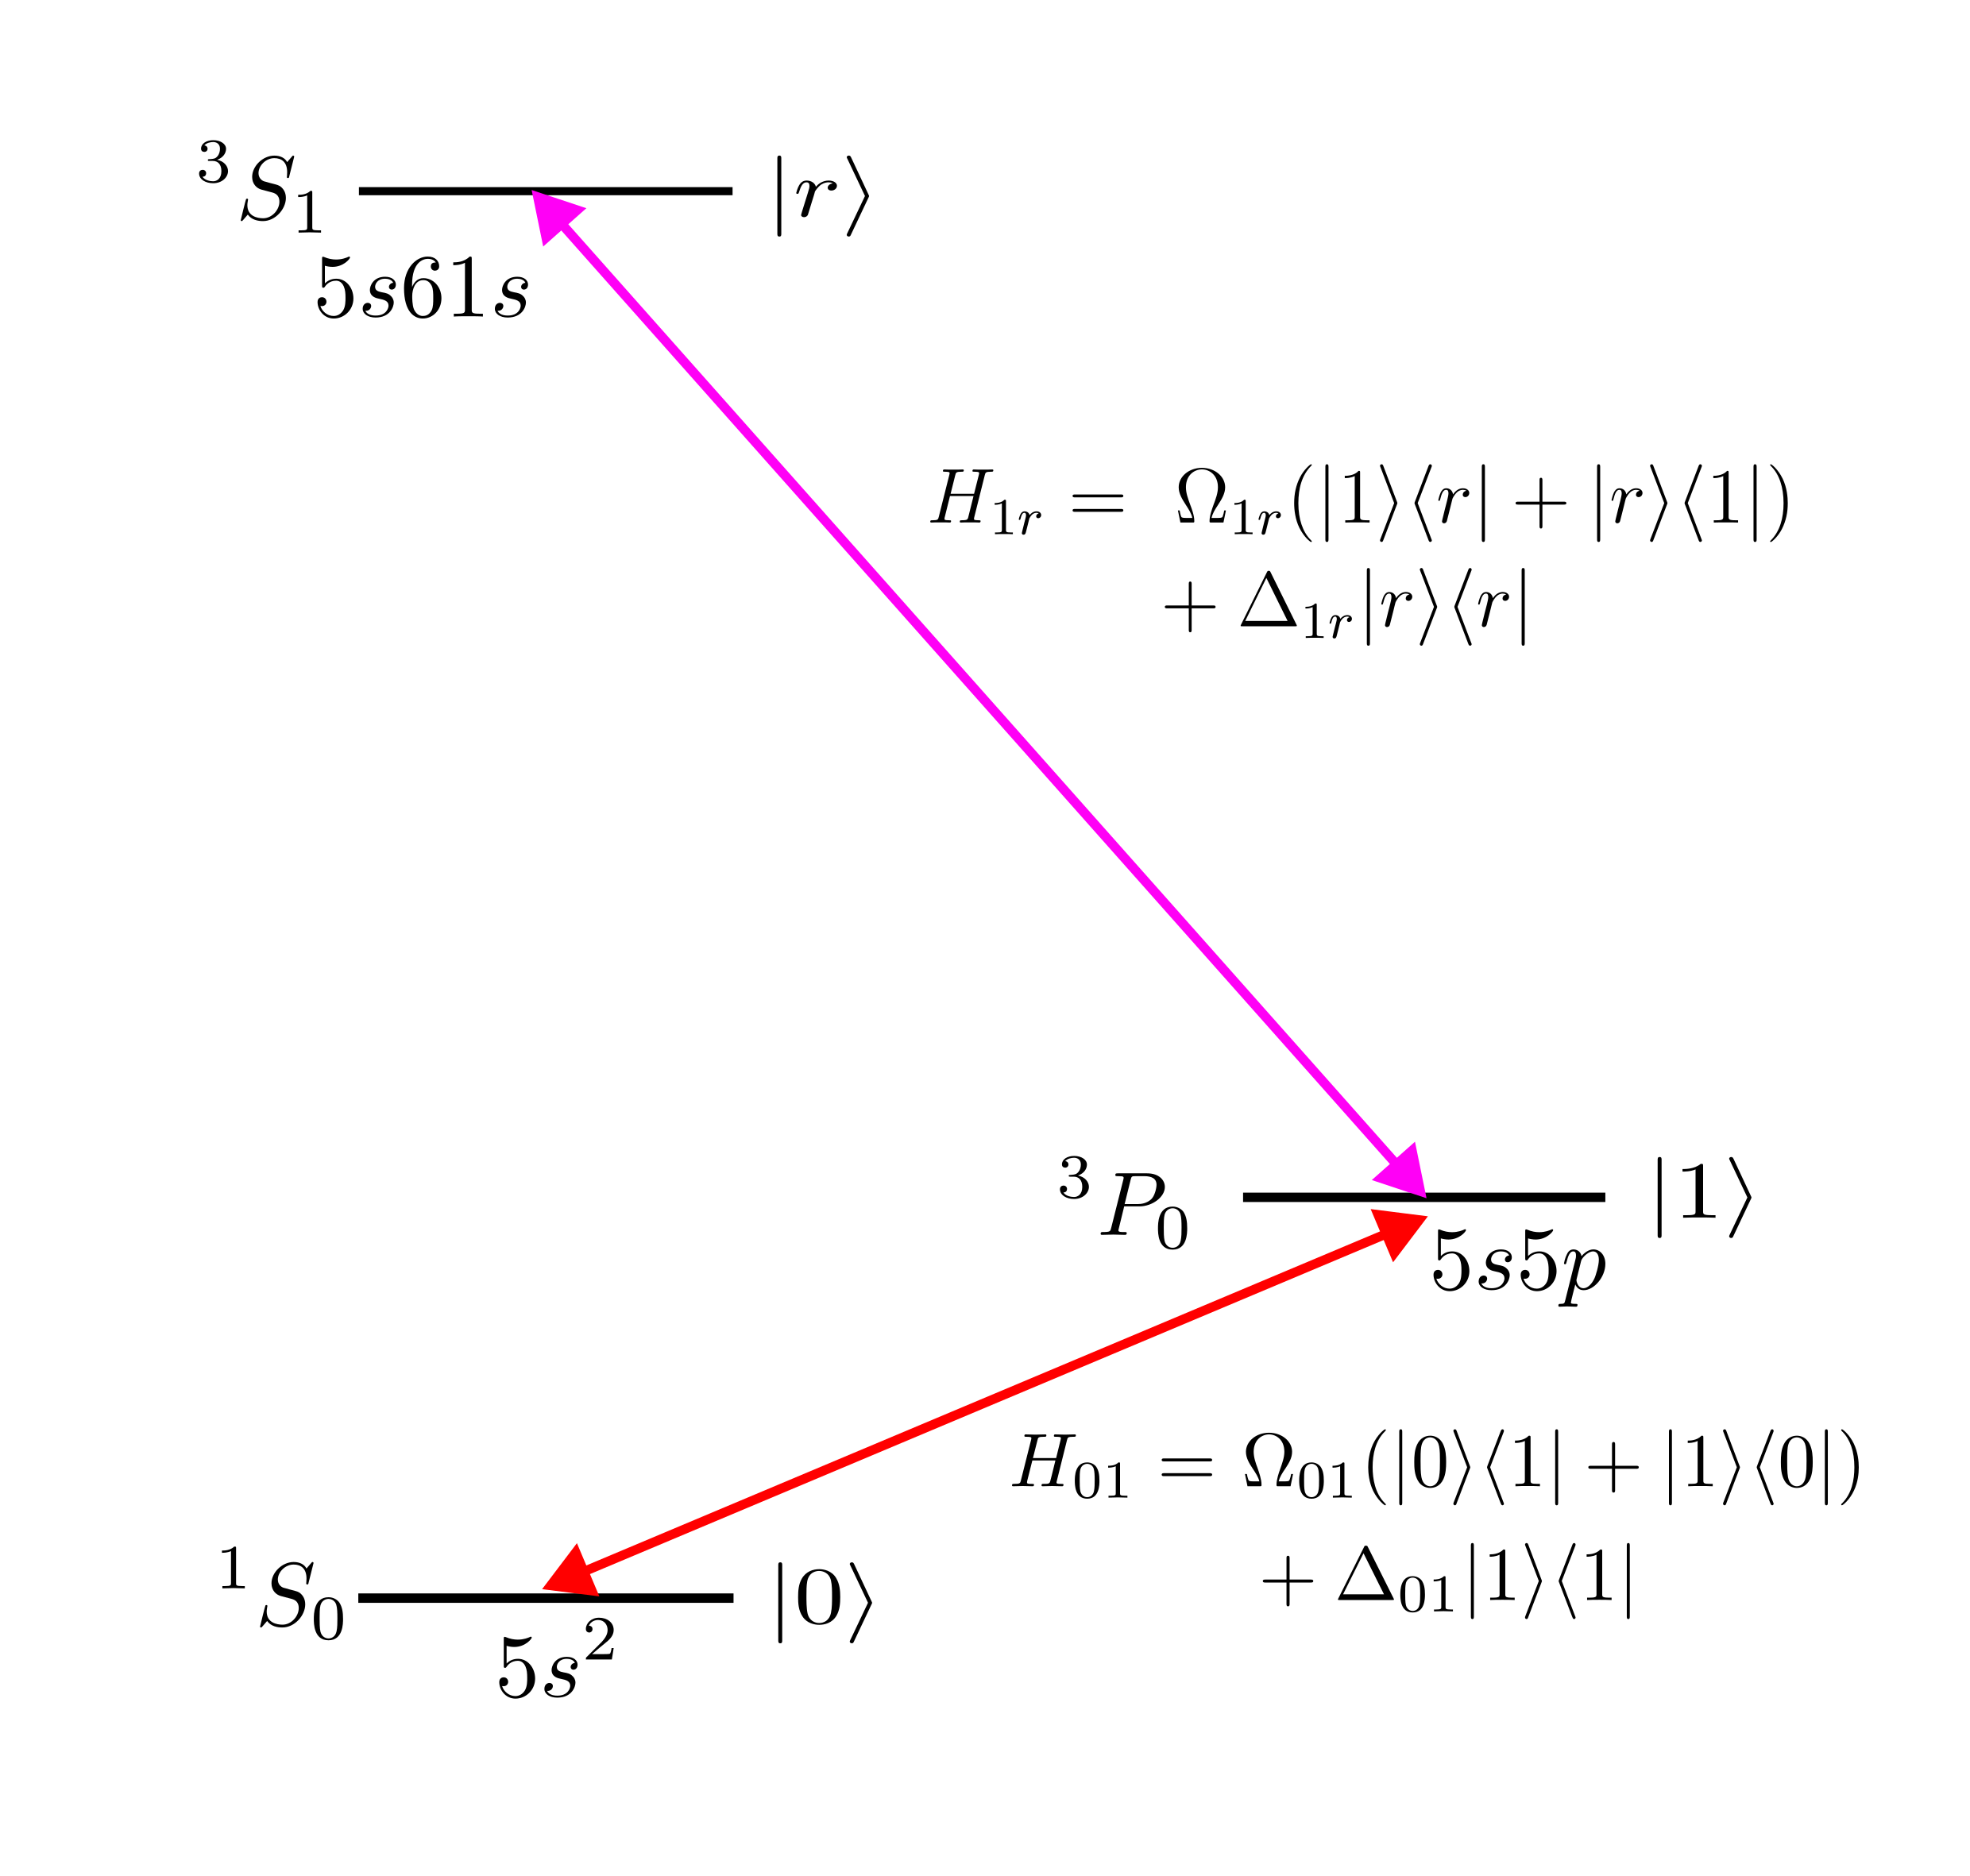 ³S₁ |r⟩
5s61s
H₁ᵣ = Ω₁ᵣ(|1⟩⟨r| + |r⟩⟨1|)
+ Δ₁ᵣ|r⟩⟨r|
³P₀ |1⟩
5s5p
H₀₁ = Ω₀₁(|0⟩⟨1| + |1⟩⟨0|)
+ Δ₀₁|1⟩⟨1|
¹S₀ |0⟩
5s²